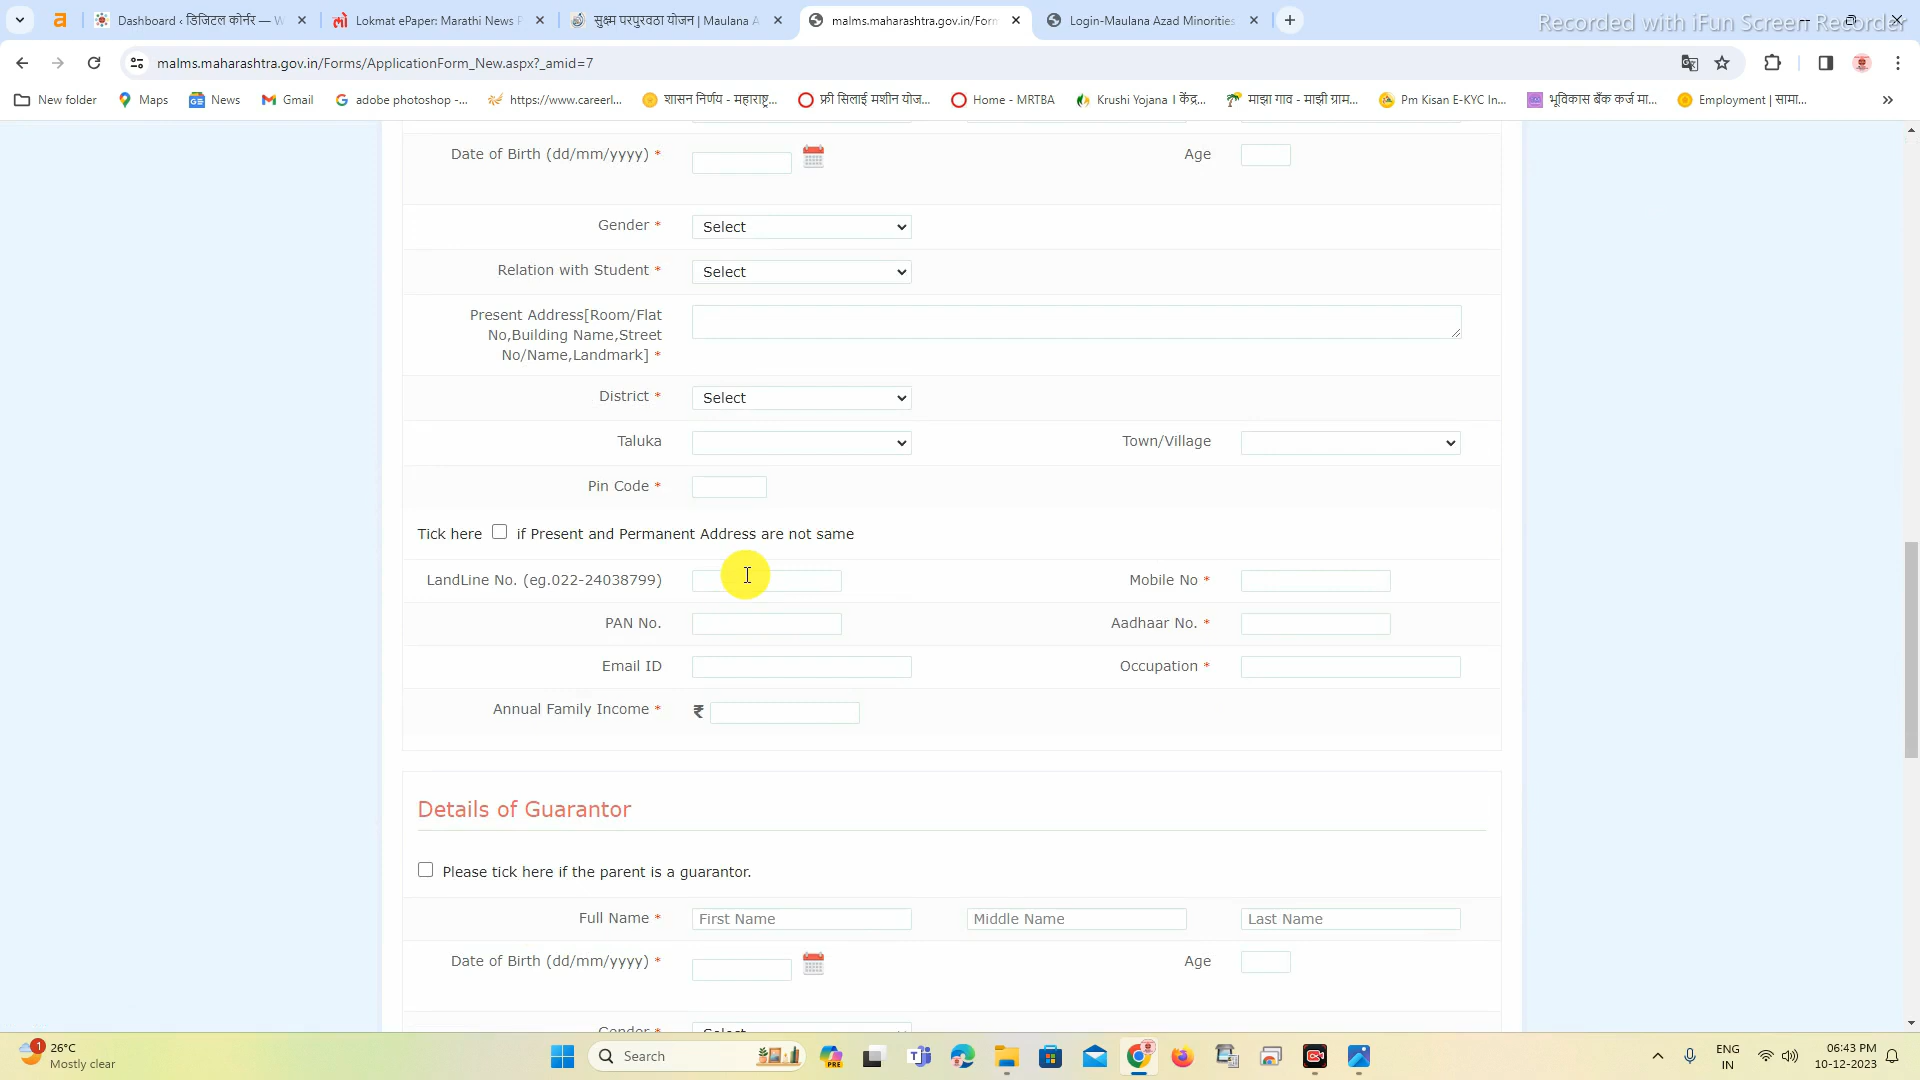 Dashboard ‹ डिजिटल कोर्नर — W
Lokmat ePaper: Marathi News P
सुक्ष्म परपुरवठा योजन | Maulana A
malms.maharashtra.gov.in/Form
Login-Maulana Azad Minorities
Recorded with iFun Screen Recorder
malms.maharashtra.gov.in/Forms/ApplicationForm_New.aspx?_amid=7
New folder
Maps
News
Gmail
adobe photoshop -...
https://www.careerl...
शासन निर्णय - महाराष्ट्र...
फ्री सिलाई मशीन योज...
Home - MRTBA
Krushi Yojana । केंद्र...
माझा गाव - माझी ग्राम...
Pm Kisan E-KYC In...
भूविकास बँक कर्ज मा...
Employment | सामा...
Date of Birth (dd/mm/yyyy) *
Age
Gender * Select
Relation with Student * Select
Present Address[Room/Flat
No,Building Name,Street
No/Name,Landmark] *
District * Select
Taluka
Town/Village
Pin Code *
Tick here if Present and Permanent Address are not same
LandLine No. (eg.022-24038799)
Mobile No *
PAN No.
Aadhaar No. *
Email ID
Occupation *
Annual Family Income * ₹
Details of Guarantor
Please tick here if the parent is a guarantor.
Full Name * First Name Middle Name Last Name
Date of Birth (dd/mm/yyyy) *
Age
Gender * Select
1
26°C
Mostly clear
Search
PRE
ENG
IN
06:43 PM
10-12-2023